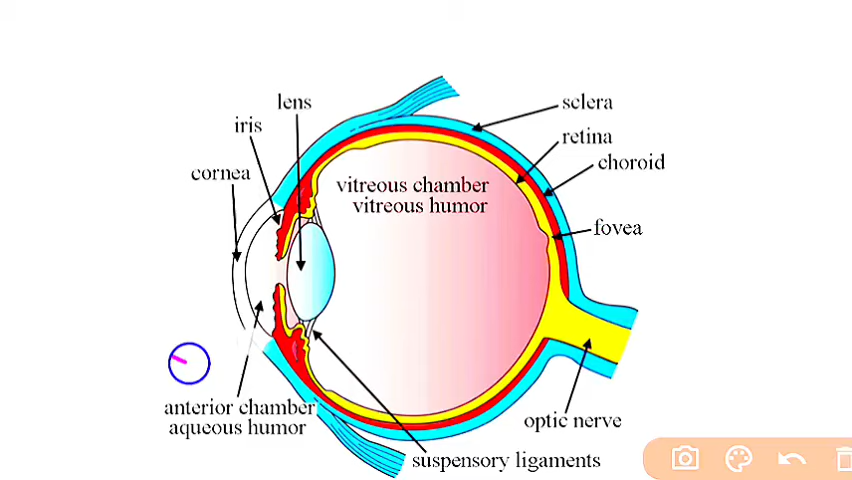 lens
iris
cornea
sclera
retina
choroid
vitreous chamber
vitreous humor
fovea
anterior chamber
aqueous humor
optic nerve
suspensory ligaments